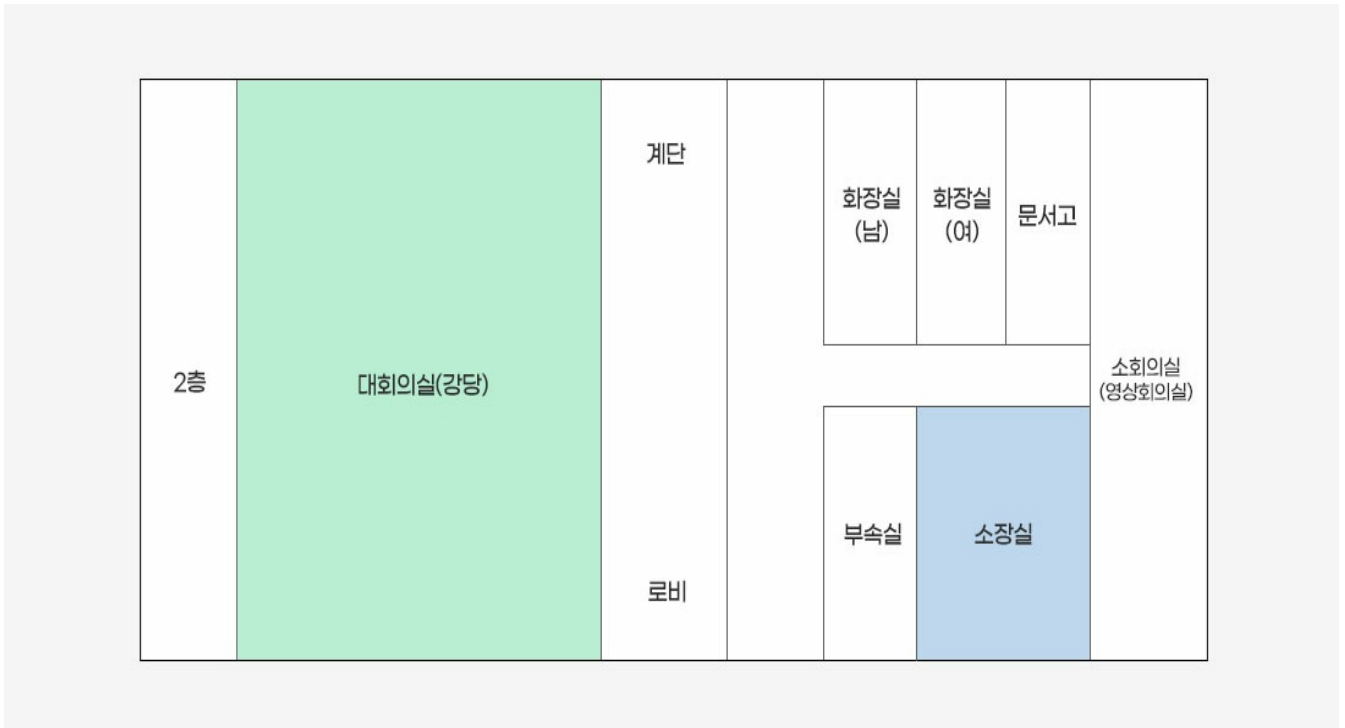 2층
대회의실(강당)
계단
로비
화장실
(남)
화장실
(여)
문서고
부속실
소장실
소회의실
(영상회의실)